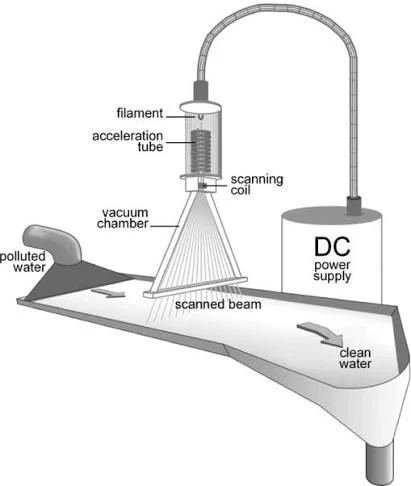 filament
acceleration
tube
scanning
coil
vacuum
chamber
polluted
water
DC
power
supply
scanned beam
clean
water